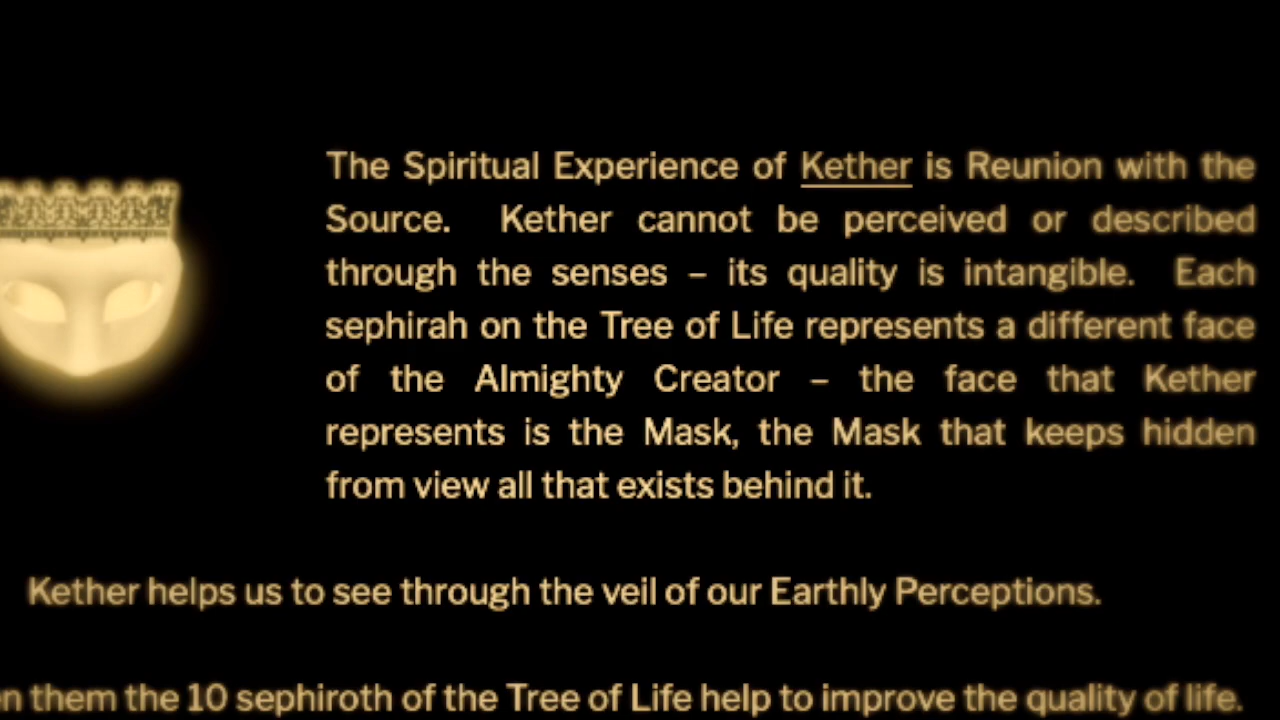 The Spiritual Experience of Kether is Reunion with the
Source. Kether cannot be perceived or described
through the senses – its quality is intangible. Each
sephirah on the Tree of Life represents a different face
of the Almighty Creator – the face that Kether
represents is the Mask, the Mask that keeps hidden
from view all that exists behind it.
Kether helps us to see through the veil of our Earthly Perceptions.
them the 10 sephiroth of the Tree of Life help to improve the quality of life.